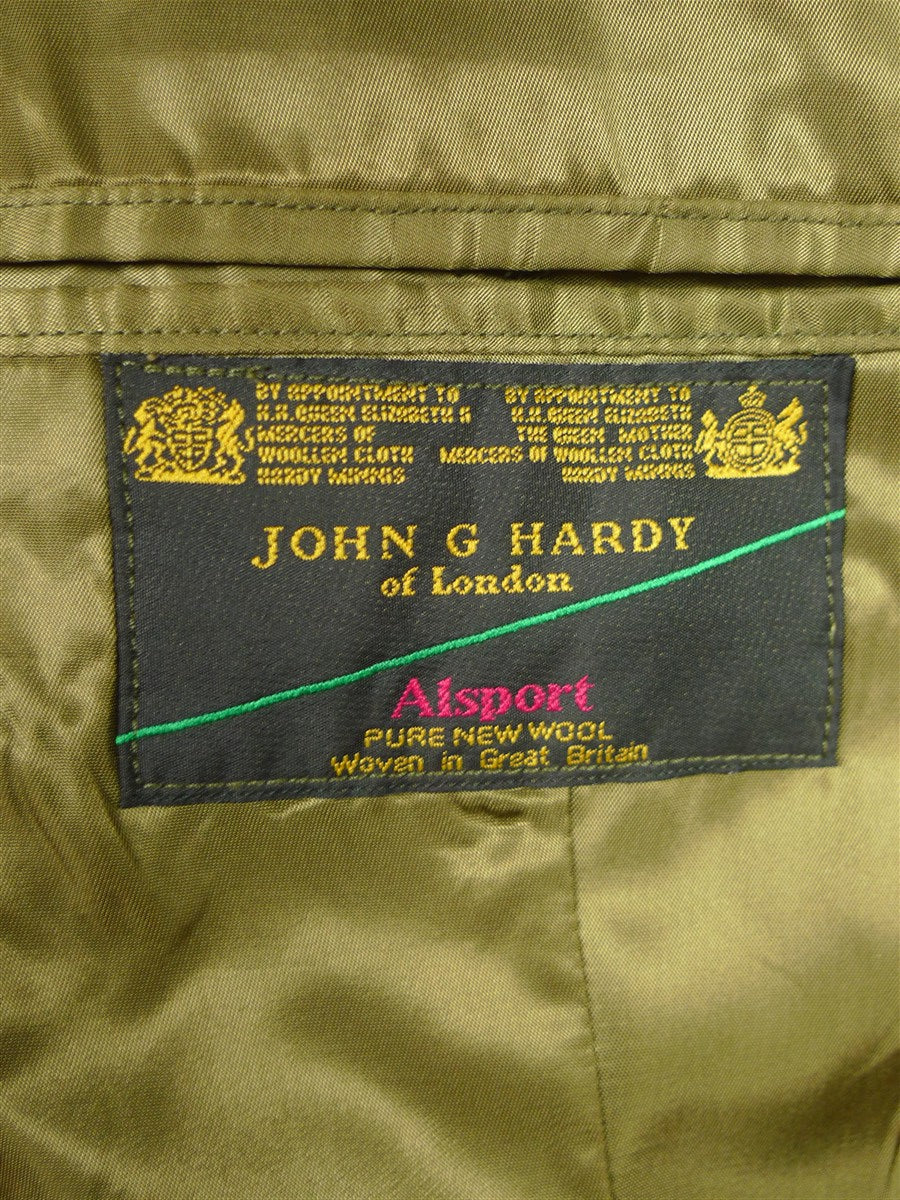 BY APPOINTMENT TO
H.M. QUEEN ELIZABETH II
MERCERS OF
WOOLLEN CLOTH
HARDY MINNIS
BY APPOINTMENT TO
H.M. QUEEN ELIZABETH
THE QUEEN MOTHER
MERCERS OF WOOLLEN CLOTH
HARDY MINNIS
JOHN G HARDY
of London
Alsport
PURE NEW WOOL
Woven in Great Britain